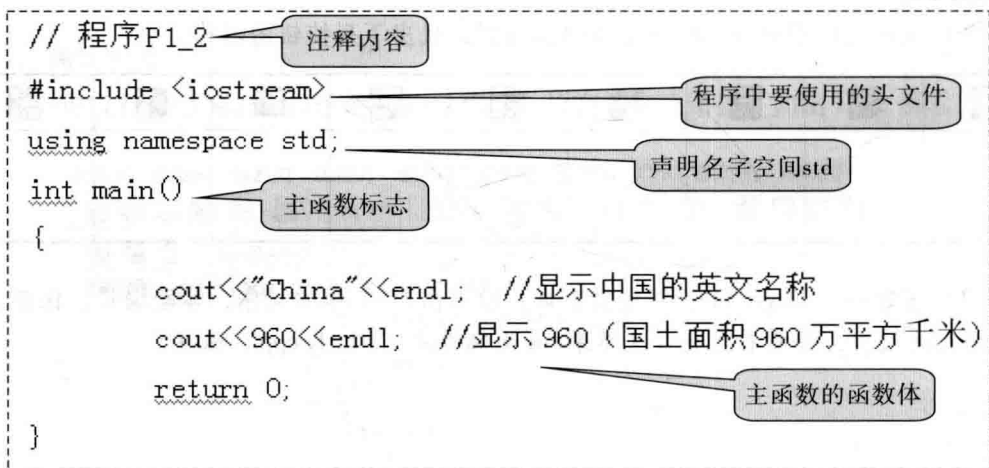 // 程序P1_2
注释内容
#include <iostream>
程序中要使用的头文件
using namespace std;
声明名字空间std
int main()
主函数标志
{
cout<<"China"<<endl; //显示中国的英文名称
cout<<960<<endl; //显示 960（国土面积 960 万平方千米）
return 0;
主函数的函数体
}